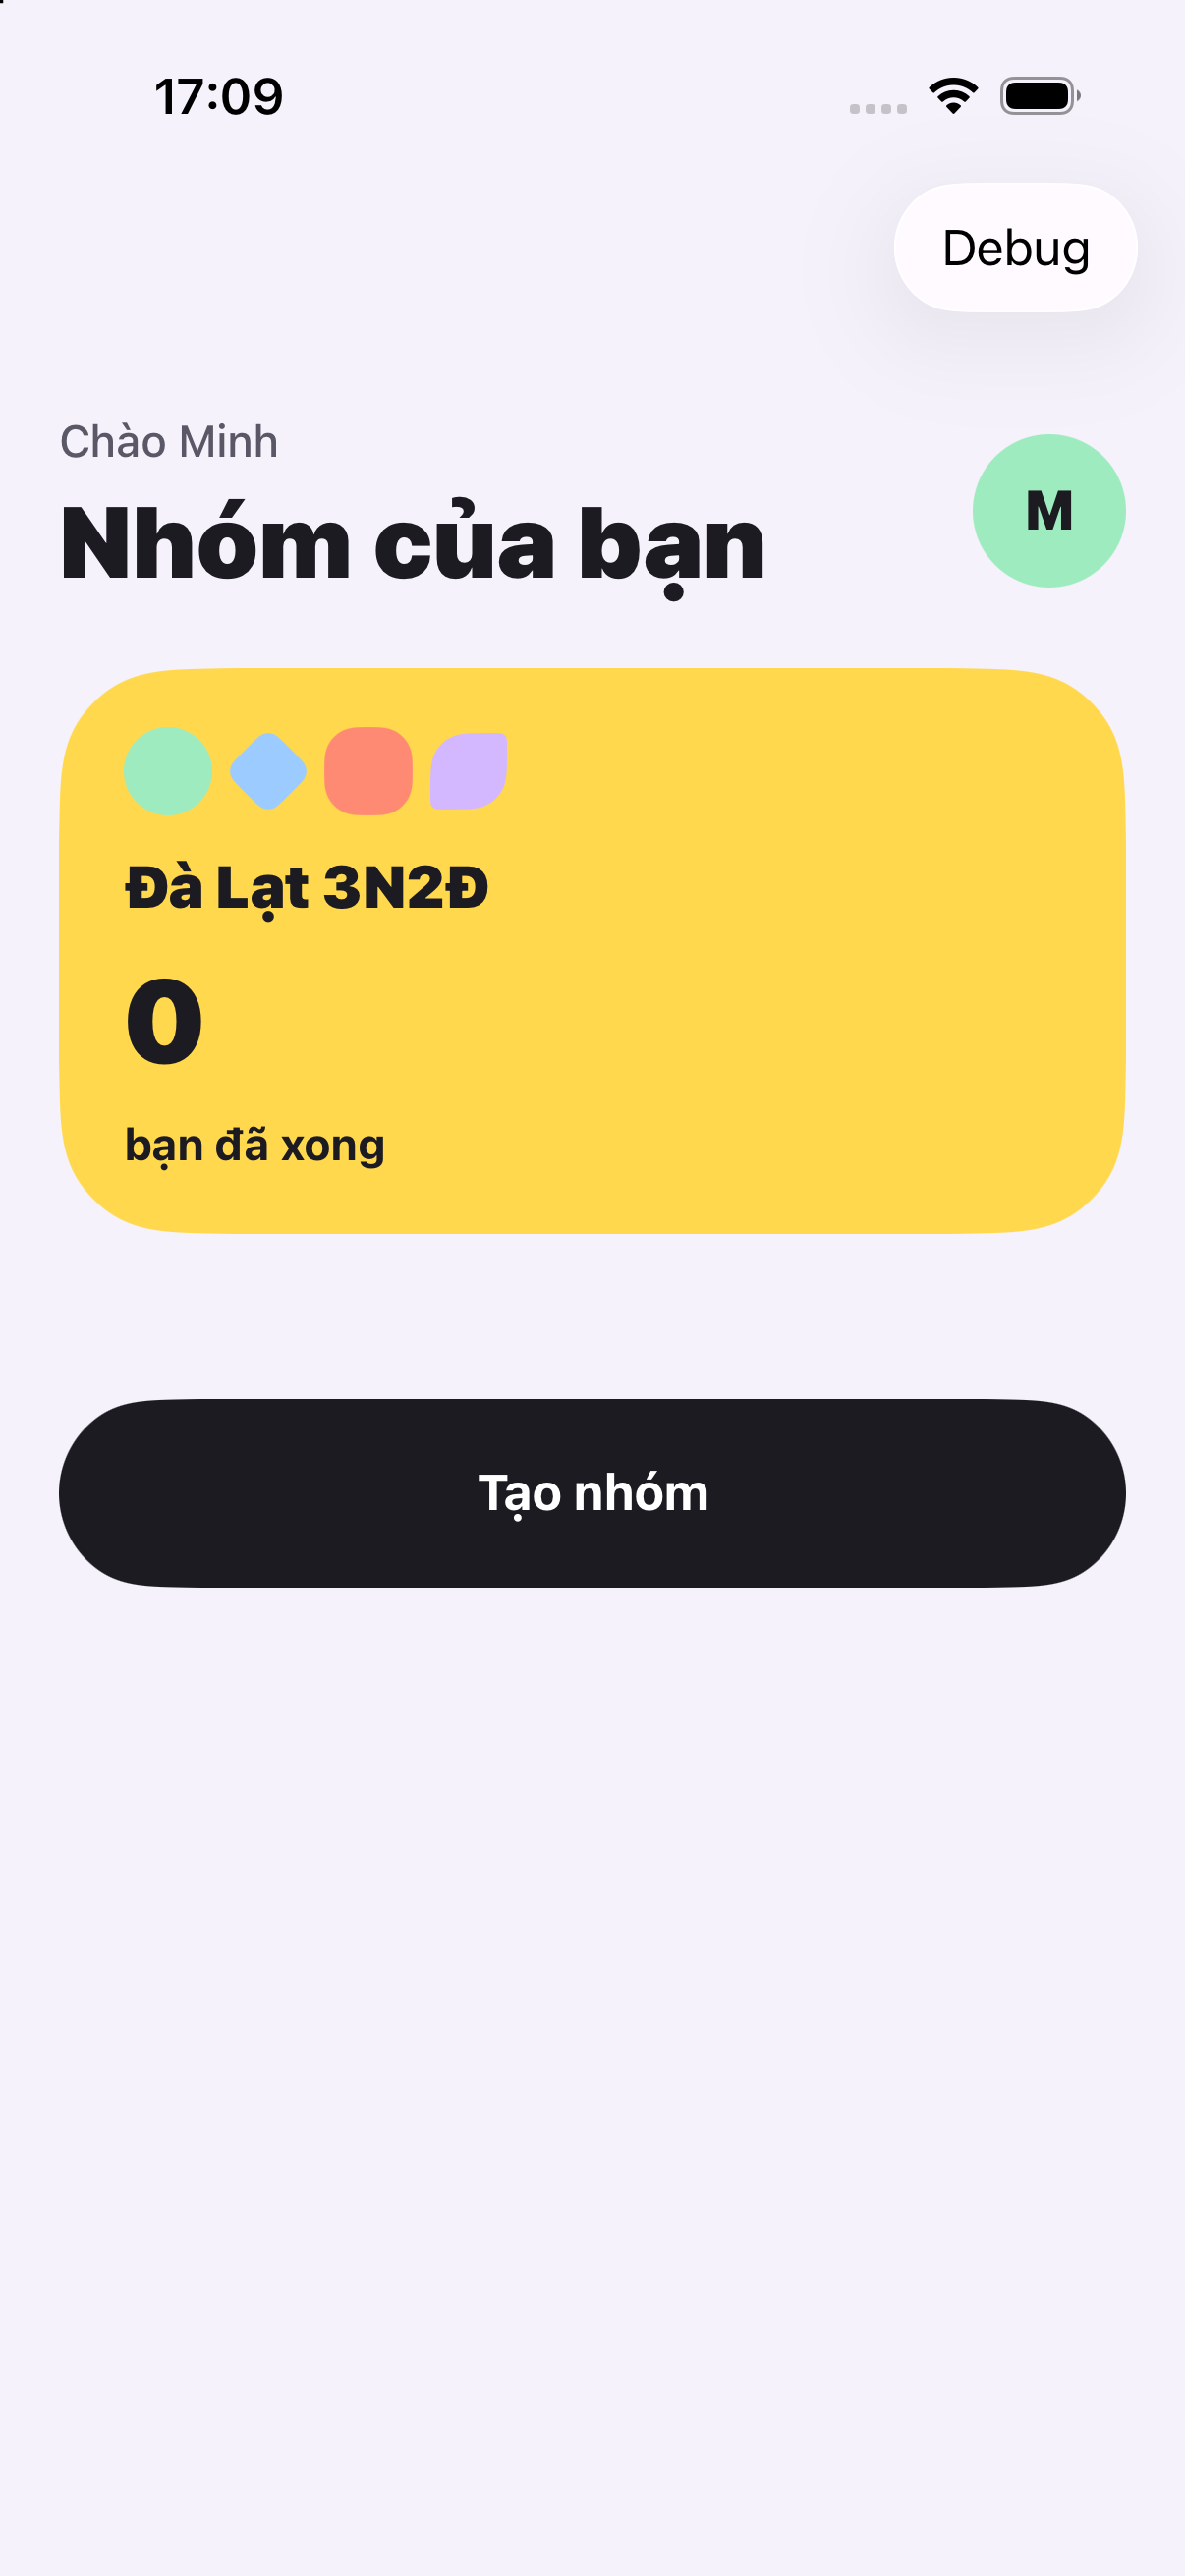 17:09
Debug
Chào Minh
Nhóm của bạn
M
Đà Lạt 3N2Đ
0
bạn đã xong
Tạo nhóm